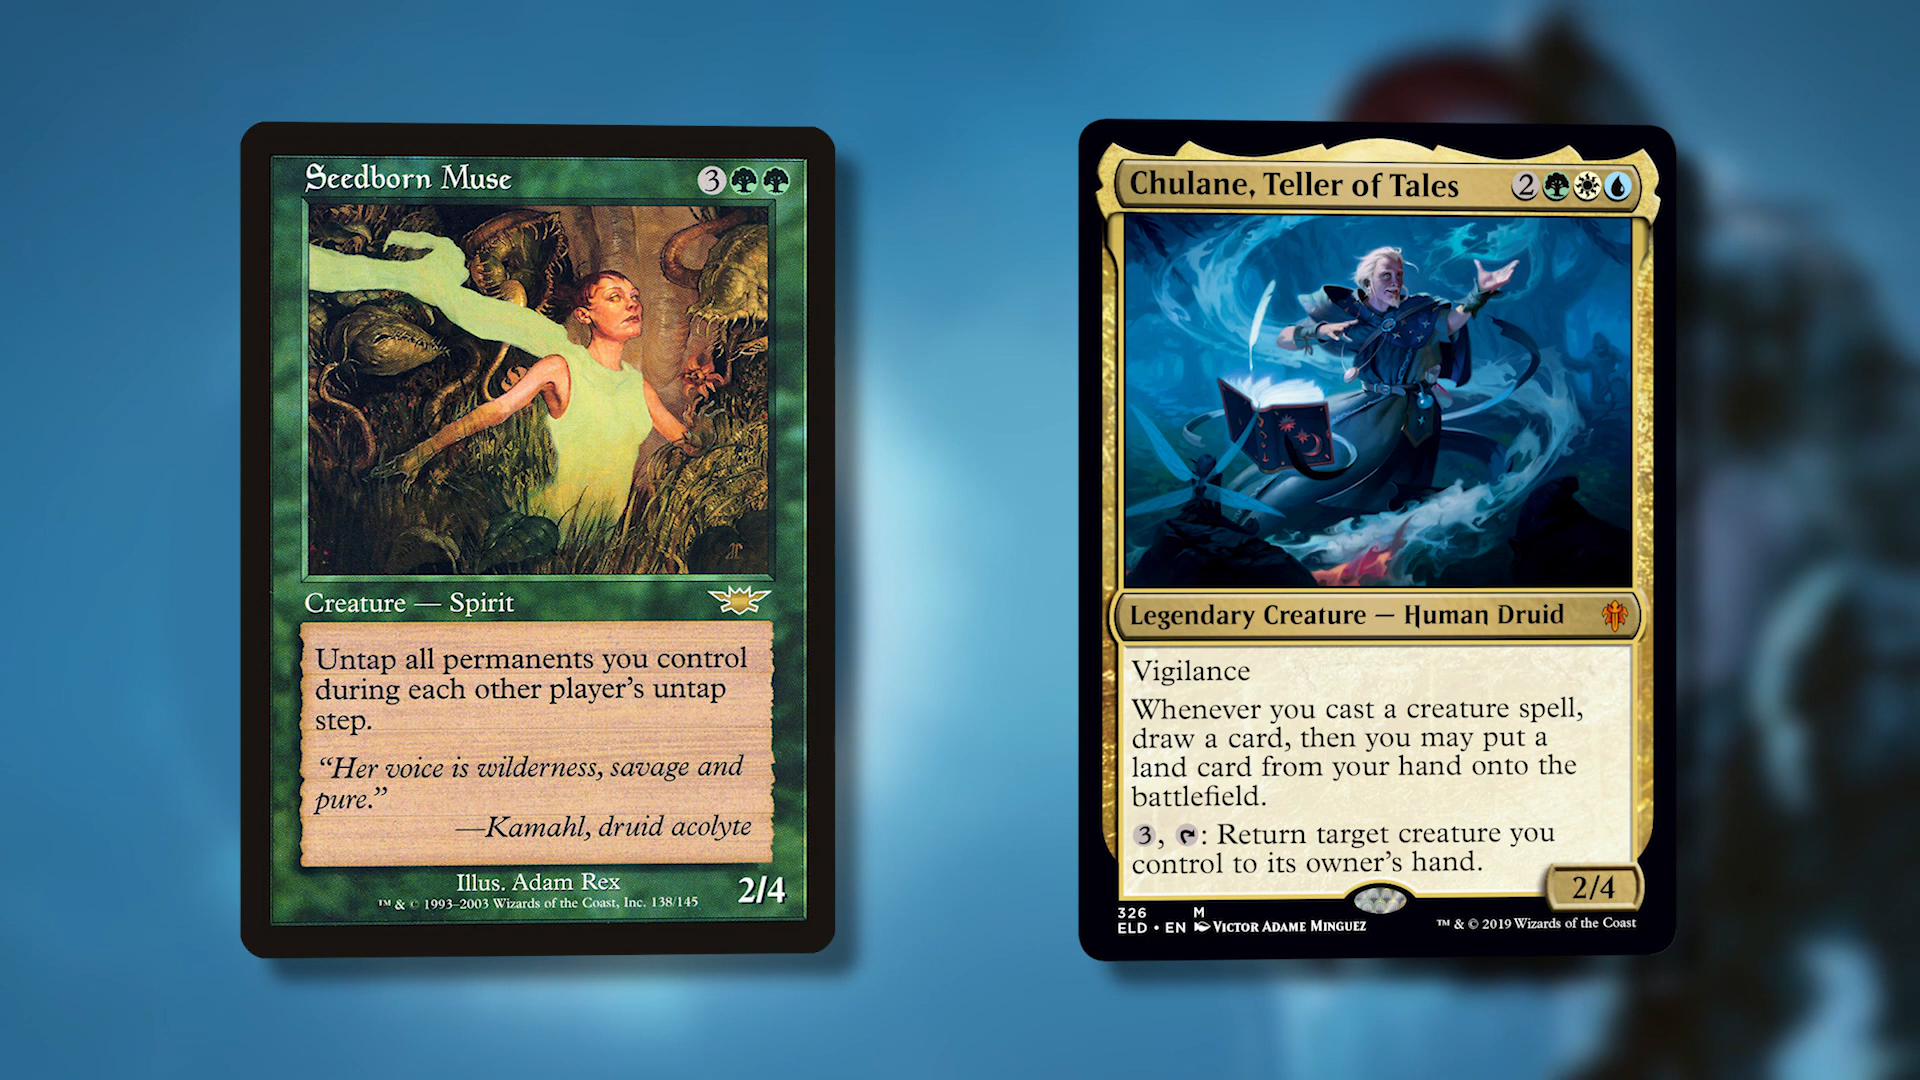 Seedborn Muse 3
Creature — Spirit
Untap all permanents you control
during each other player's untap
step.
“Her voice is wilderness, savage and
pure.”
—Kamahl, druid acolyte
Illus. Adam Rex
™ & © 1993–2003 Wizards of the Coast, Inc. 138/145
2/4
Chulane, Teller of Tales 2
Legendary Creature — Human Druid
Vigilance
Whenever you cast a creature spell,
draw a card, then you may put a
land card from your hand onto the
battlefield.
3, : Return target creature you
control to its owner's hand.
2/4
326 M
ELD • EN Victor Adame Minguez
™ & © 2019 Wizards of the Coast